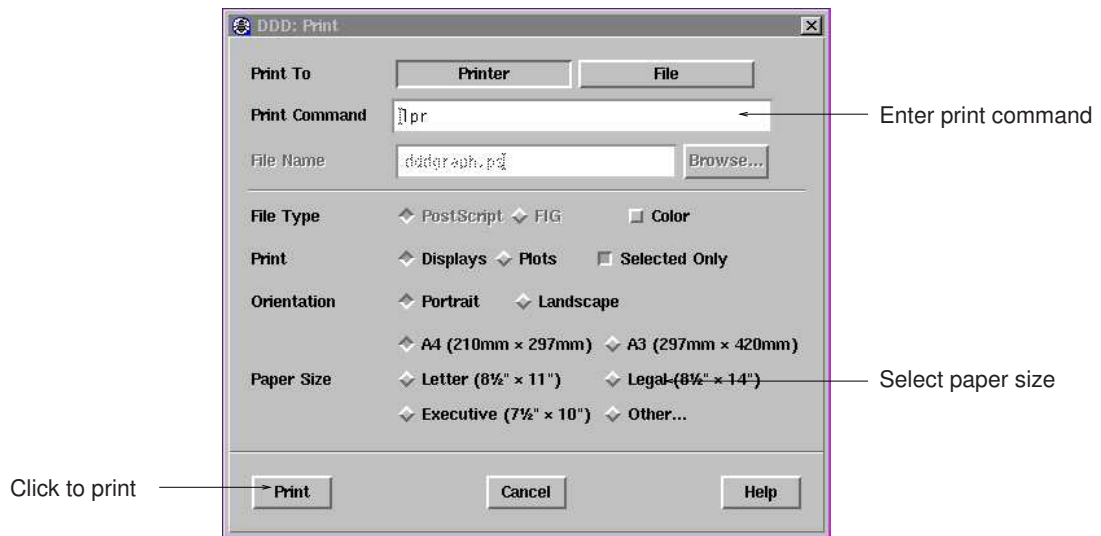 DDD: Print
Print To Printer File
Print Command lpr Enter print command
File Name dddgraph.ps Browse...
File Type PostScript FIG Color
Print Displays Plots Selected Only
Orientation Portrait Landscape
A4 (210mm × 297mm) A3 (297mm × 420mm)
Paper Size Letter (8½" × 11") Legal (8½" × 14") Select paper size
Executive (7½" × 10") Other...
Click to print Print Cancel Help